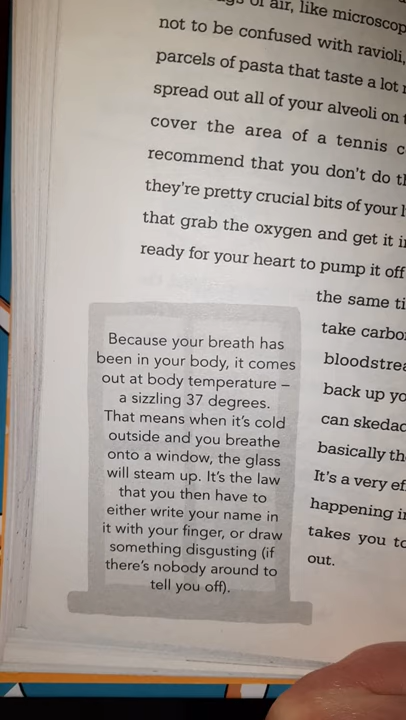 of air, like microscop
not to be confused with ravioli,
parcels of pasta that taste a lot
spread out all of your alveoli on
cover the area of a tennis c
recommend that you don't do th
they're pretty crucial bits of your l
that grab the oxygen and get it i
ready for your heart to pump it off
the same ti
take carbo
bloodstrea
back up yo
can skedac
basically th
It's a very ef
happening i
takes you to
out.
Because your breath has
been in your body, it comes
out at body temperature –
a sizzling 37 degrees.
That means when it's cold
outside and you breathe
onto a window, the glass
will steam up. It's the law
that you then have to
either write your name in
it with your finger, or draw
something disgusting (if
there's nobody around to
tell you off).